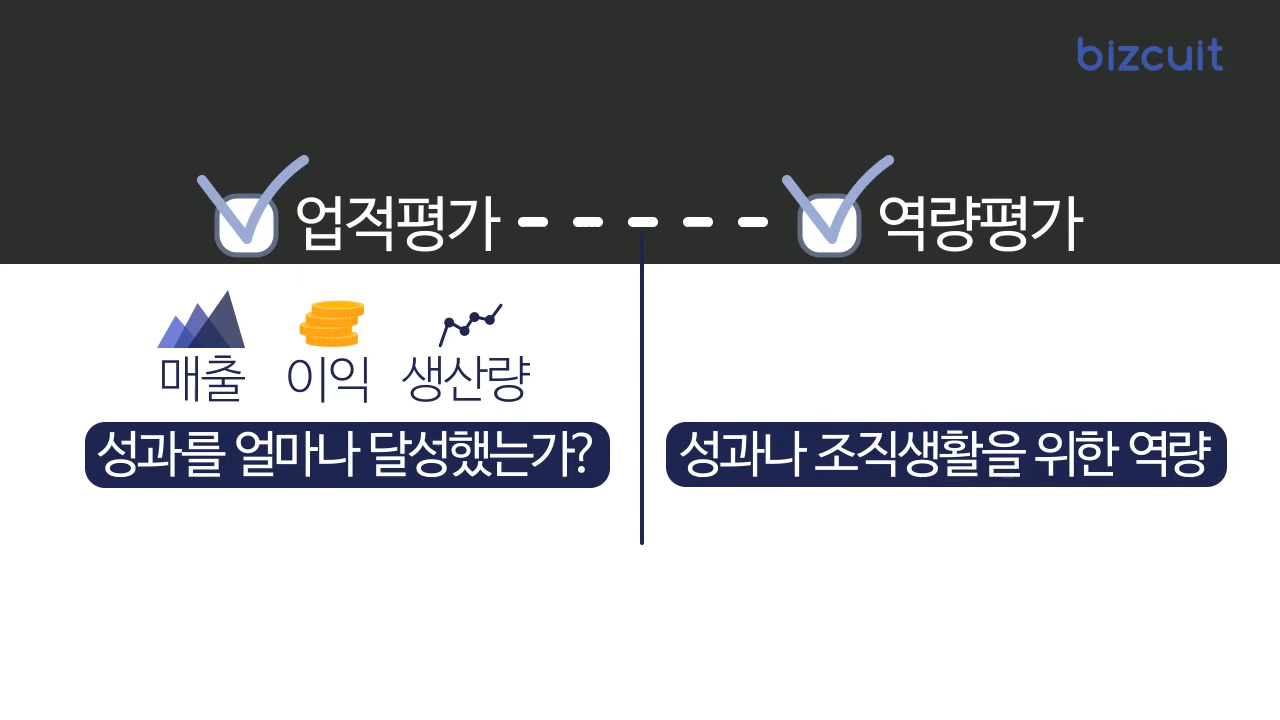 bizcuit
업적평가
역량평가
매출 이익 생산량
성과를 얼마나 달성했는가?
성과나 조직생활을 위한 역량